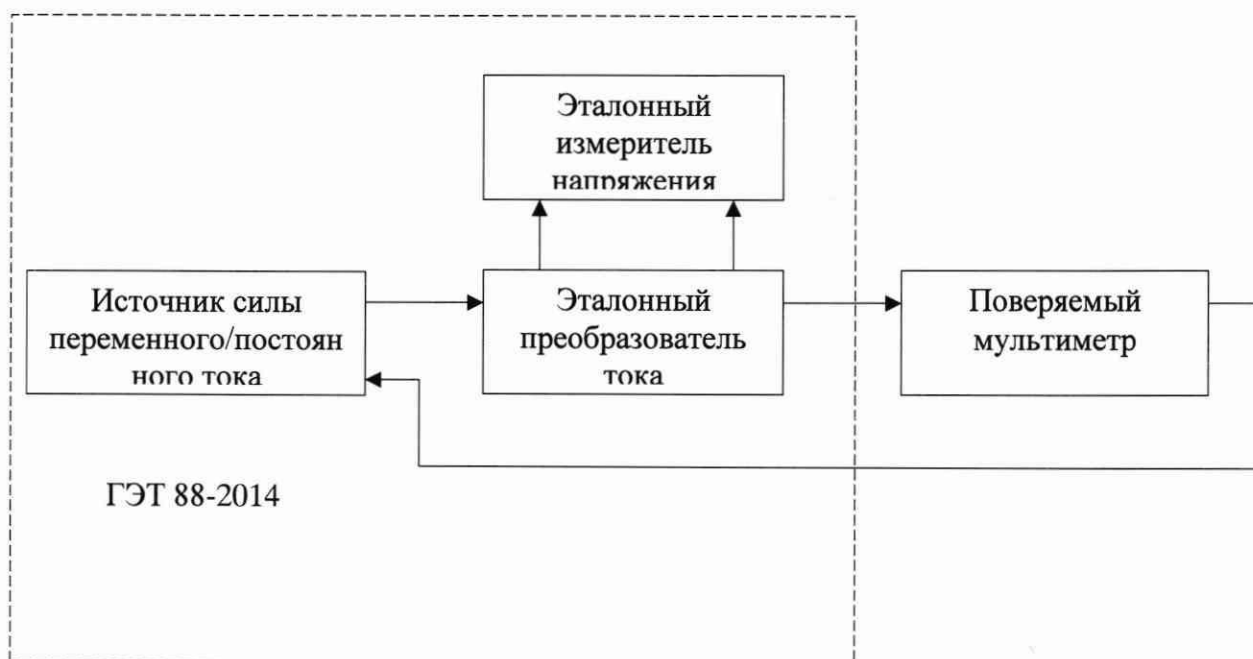 Эталонный
измеритель
напряжения
Источник силы
переменного/постоян
ного тока
Эталонный
преобразователь
тока
Поверяемый
мультиметр
ГЭТ 88-2014